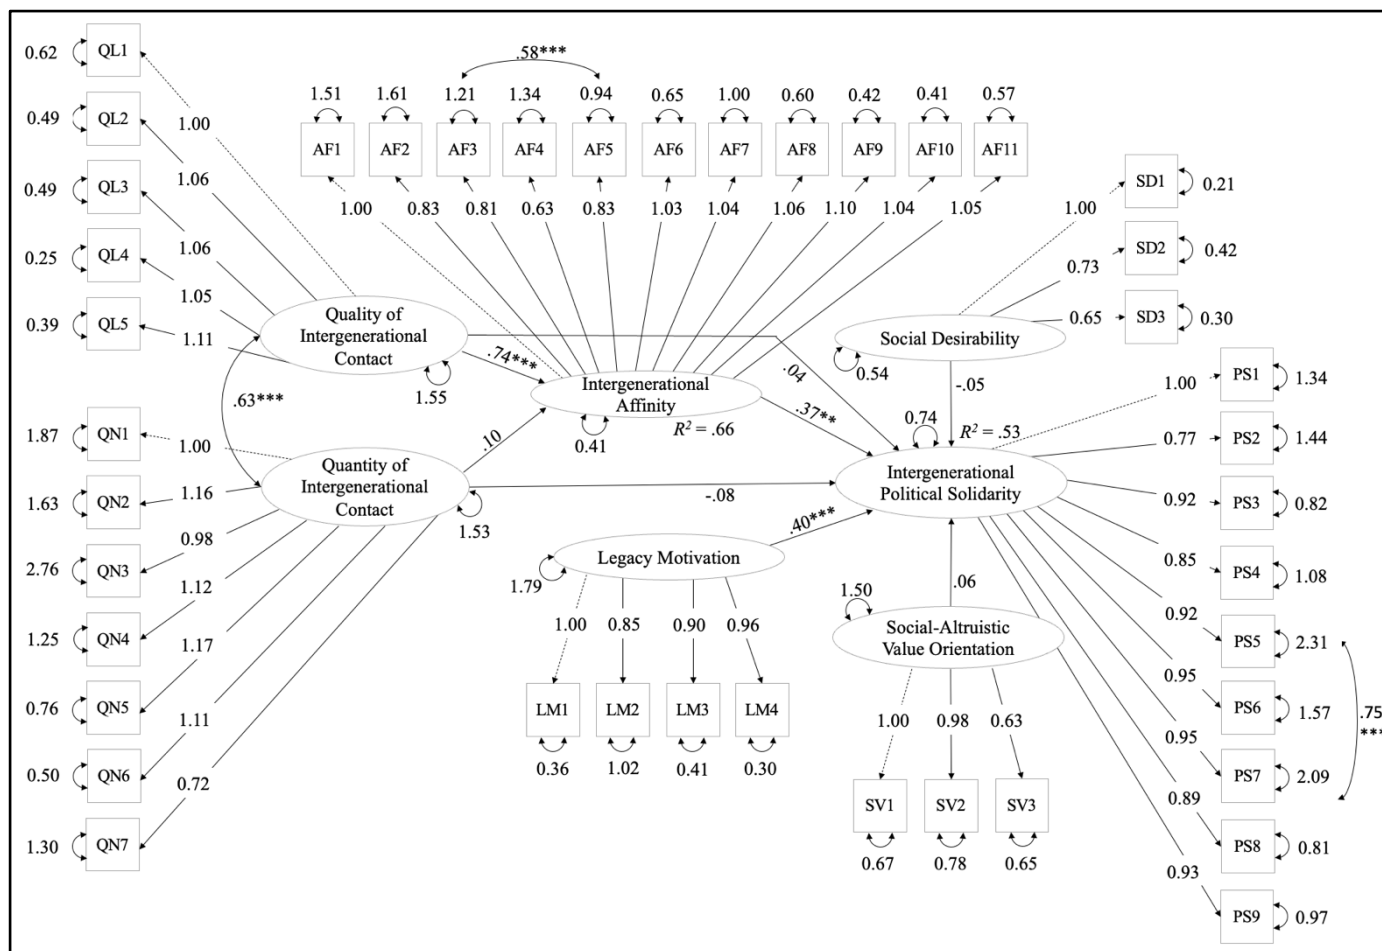 0.62 QL1
0.49 QL2
0.49 QL3
0.25 QL4
0.39 QL5
1.00
1.06
1.06
1.05
1.11
Quality of
Intergenerational
Contact
1.55
.63***
1.87 QN1
1.63 QN2
2.76 QN3
1.25 QN4
0.76 QN5
0.50 QN6
1.30 QN7
1.00
1.16
0.98
1.12
1.17
1.11
0.72
Quantity of
Intergenerational
Contact
1.53
.58***
1.51 1.61 1.21 1.34 0.94 0.65 1.00 0.60 0.42 0.41 0.57
AF1 AF2 AF3 AF4 AF5 AF6 AF7 AF8 AF9 AF10 AF11
1.00 0.83 0.81 0.63 0.83 1.03 1.04 1.06 1.10 1.04 1.05
.74***
.10
Intergenerational
Affinity
0.41
R² = .66
.04
.37**
-.08
.40***
Legacy Motivation
1.79
1.00 0.85 0.90 0.96
LM1 LM2 LM3 LM4
0.36 1.02 0.41 0.30
SD1 0.21
SD2 0.42
SD3 0.30
1.00
0.73
0.65
Social Desirability
0.54
-.05
0.74
R² = .53
Intergenerational
Political Solidarity
.06
1.50
Social-Altruistic
Value Orientation
1.00 0.98 0.63
SV1 SV2 SV3
0.67 0.78 0.65
1.00
0.77
0.92
0.85
0.92
0.95
0.95
0.89
0.93
PS1 1.34
PS2 1.44
PS3 0.82
PS4 1.08
PS5 2.31
PS6 1.57
PS7 2.09
PS8 0.81
PS9 0.97
.75
***